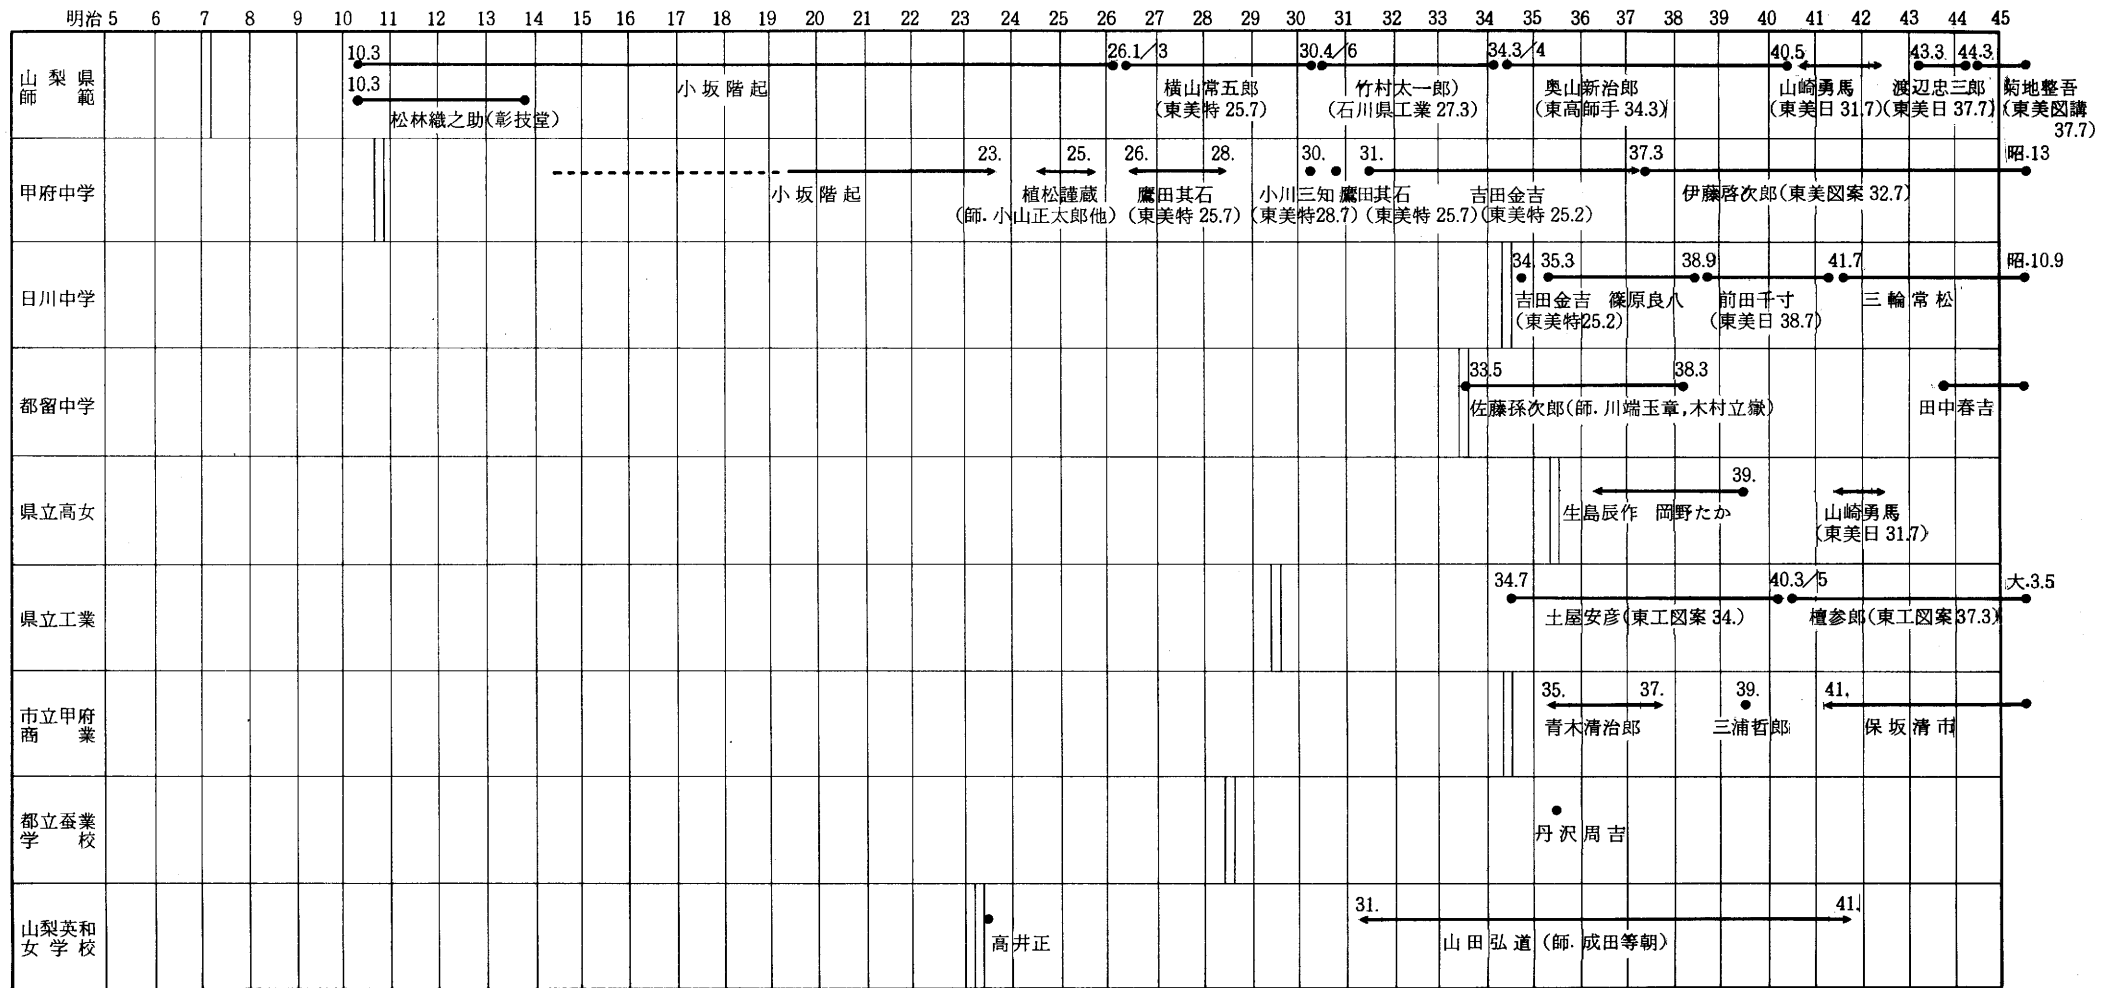 明治 5 6 7 8 9 10 11 12 13 14 15 16 17 18 19 20 21 22 23 24 25 26 27 28 29 30 31 32 33 34 35 36 37 38 39 40 41 42 43 44 45
山梨県
師範
10.3 26.1/3 30.4/6 34.3/4 40.5 43.3 44.3
小坂階起 横山常五郎 竹村太一郎) 奥山新治郎 山崎勇馬 渡辺忠三郎 菊地整吾
(東美特 25.7) (石川県工業 27.3) (東高師手 34.3) (東美日 31.7) (東美日 37.7) (東美図講
37.7)
10.3
松林織之助(彰技堂)
甲府中学
23. 25. 26. 28. 30. 31. 37.3 昭.13
小坂階起 植松謹蔵 鷹田其石 小川三知 鷹田其石 吉田金吉 伊藤啓次郎(東美図案 32.7)
(師.小山正太郎他) (東美特 25.7) (東美特28.7) (東美特 25.7) (東美特 25.2)
日川中学
34. 35.3 38.9 41.7 昭.10.9
吉田金吉 篠原良八 前田千寸 三輪常松
(東美特25.2) (東美日 38.7)
都留中学
33.5 38.3
佐藤孫次郎(師.川端玉章,木村立嶽) 田中春吉
県立高女
39.
生島辰作 岡野たか 山崎勇馬
(東美日 31.7)
県立工業
34.7 40.3/5 大.3.5
土屋安彦(東工図案 34.) 檀参郎(東工図案 37.3)
市立甲府
商業
35. 37. 39. 41.
青木清治郎 三浦哲郎 保坂清市
都立蚕業
学校
丹沢周吉
山梨英和
女学校
31. 41.
高井正 山田弘道(師.成田等朝)